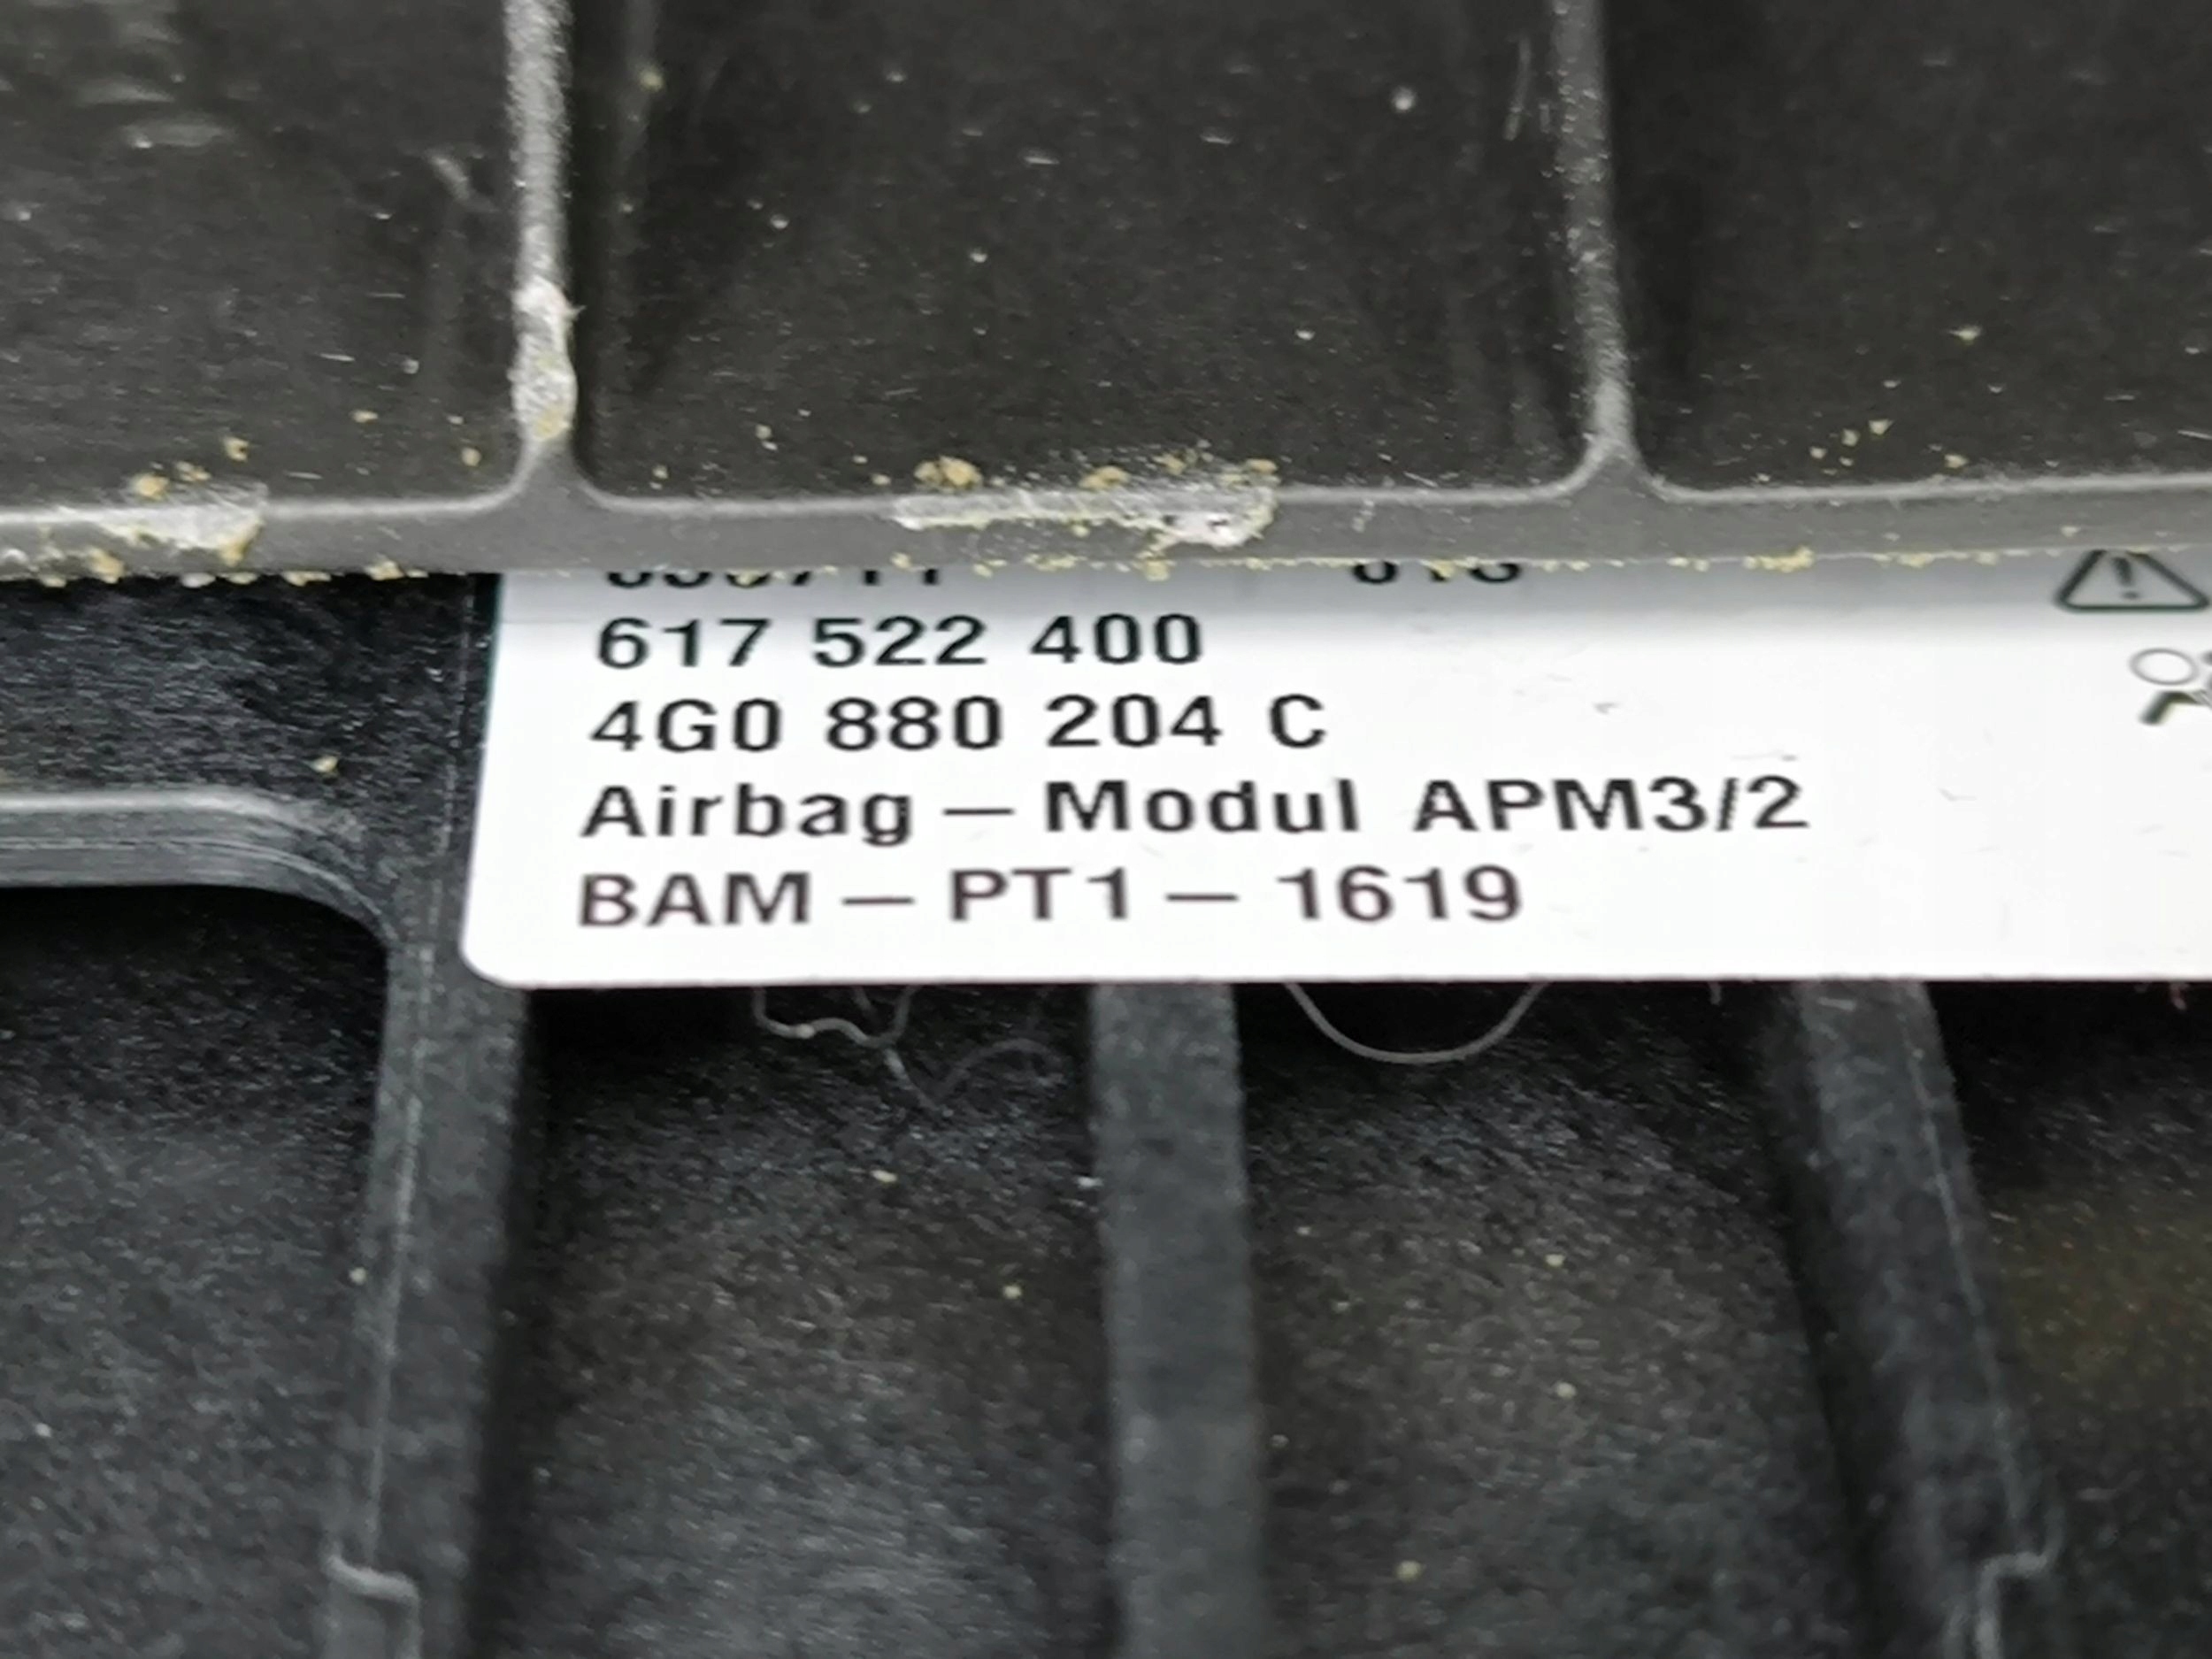 617 522 400
4G0 880 204 C
Airbag – Modul APM3/2
BAM – PT1 – 1619